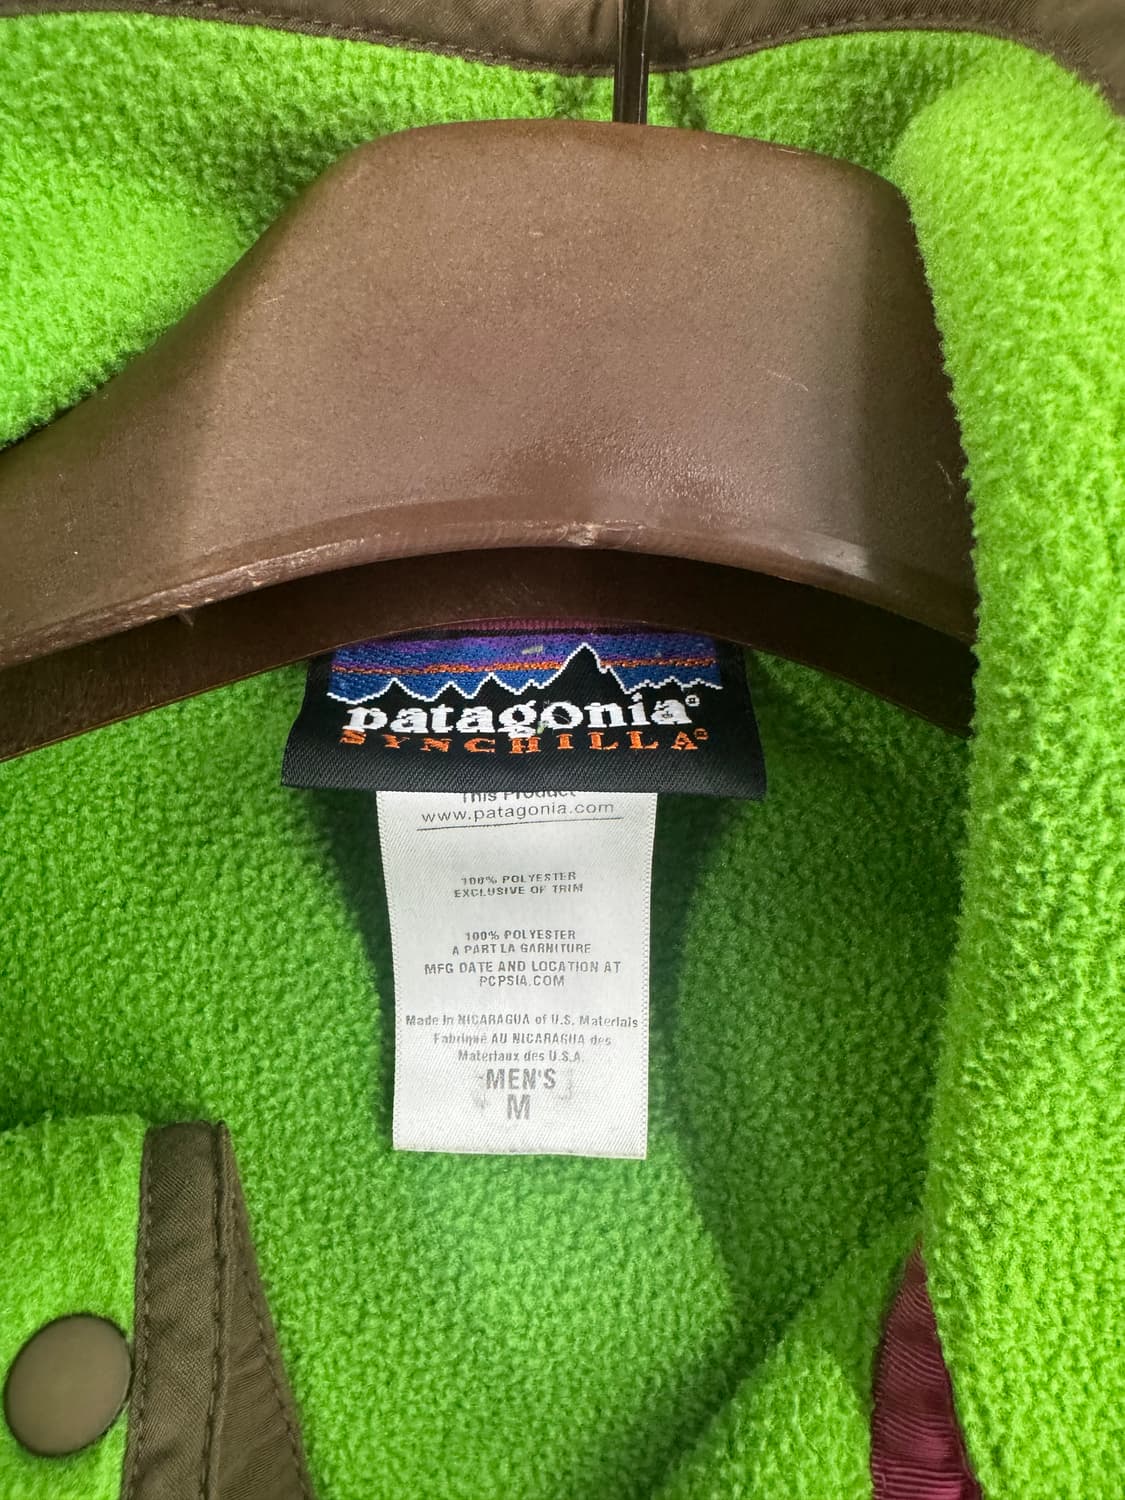 patagonia®
SYNCHILLA®
This Product
www.patagonia.com
100% POLYESTER
EXCLUSIVE OF TRIM
100% POLYESTER
A PART LA GARNITURE
MFG DATE AND LOCATION AT
PCPSIA.COM
Made in NICARAGUA of U.S. Materials
Fabriqué AU NICARAGUA des
Materiaux des U.S.A.
MEN'S
M